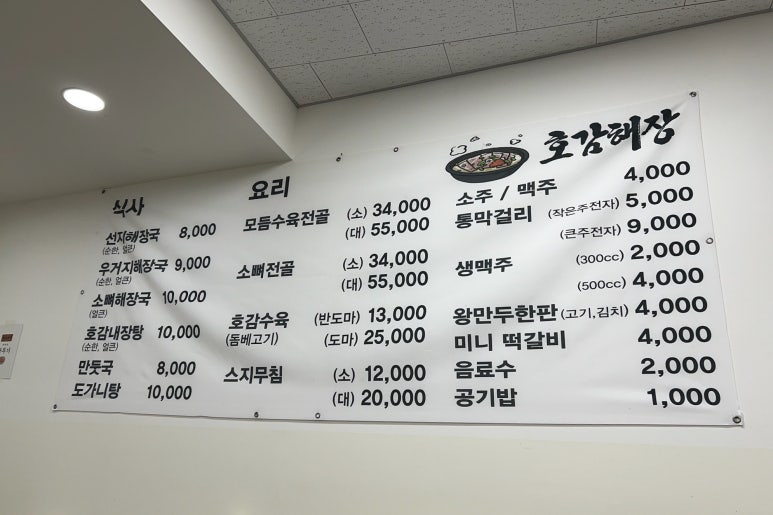 호감해장
식사
선지해장국 8,000
(순한, 얼큰)
우거지해장국 9,000
(순한, 얼큰)
소뼈해장국 10,000
(얼큰)
호감내장탕 10,000
(순한, 얼큰)
만둣국 8,000
도가니탕 10,000
요리
모듬수육전골 (소) 34,000
(대) 55,000
소뼈전골 (소) 34,000
(대) 55,000
호감수육 (반도마) 13,000
(돔베고기) (도마) 25,000
스지무침 (소) 12,000
(대) 20,000
소주 / 맥주 4,000
통막걸리 (작은주전자) 5,000
(큰주전자) 9,000
생맥주 (300cc) 2,000
(500cc) 4,000
왕만두한판 (고기,김치) 4,000
미니 떡갈비 4,000
음료수 2,000
공기밥 1,000